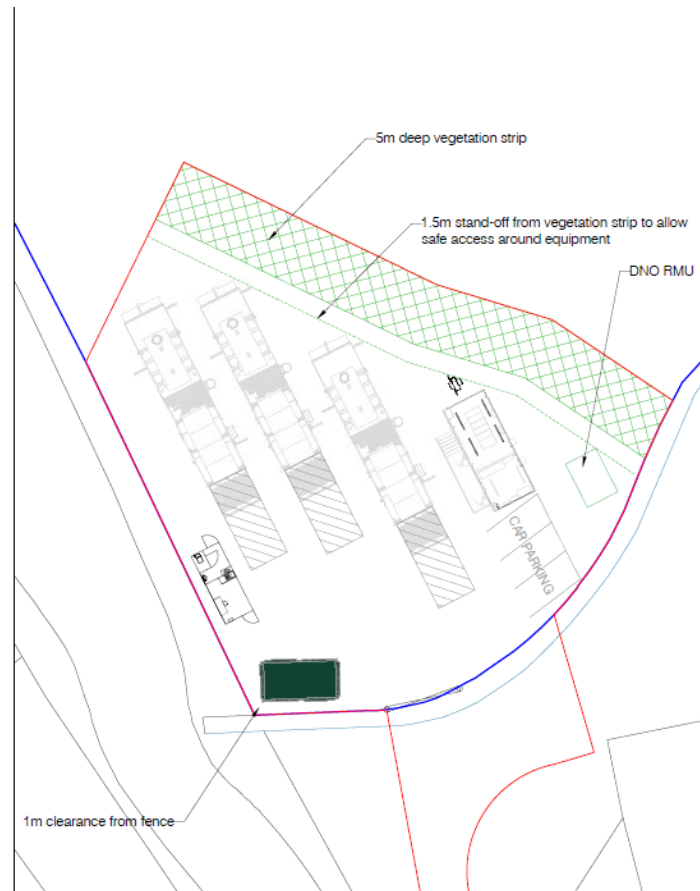 5m deep vegetation strip
1.5m stand-off from vegetation strip to allow
safe access around equipment
DNO RMU
CAR PARKING
1m clearance from fence